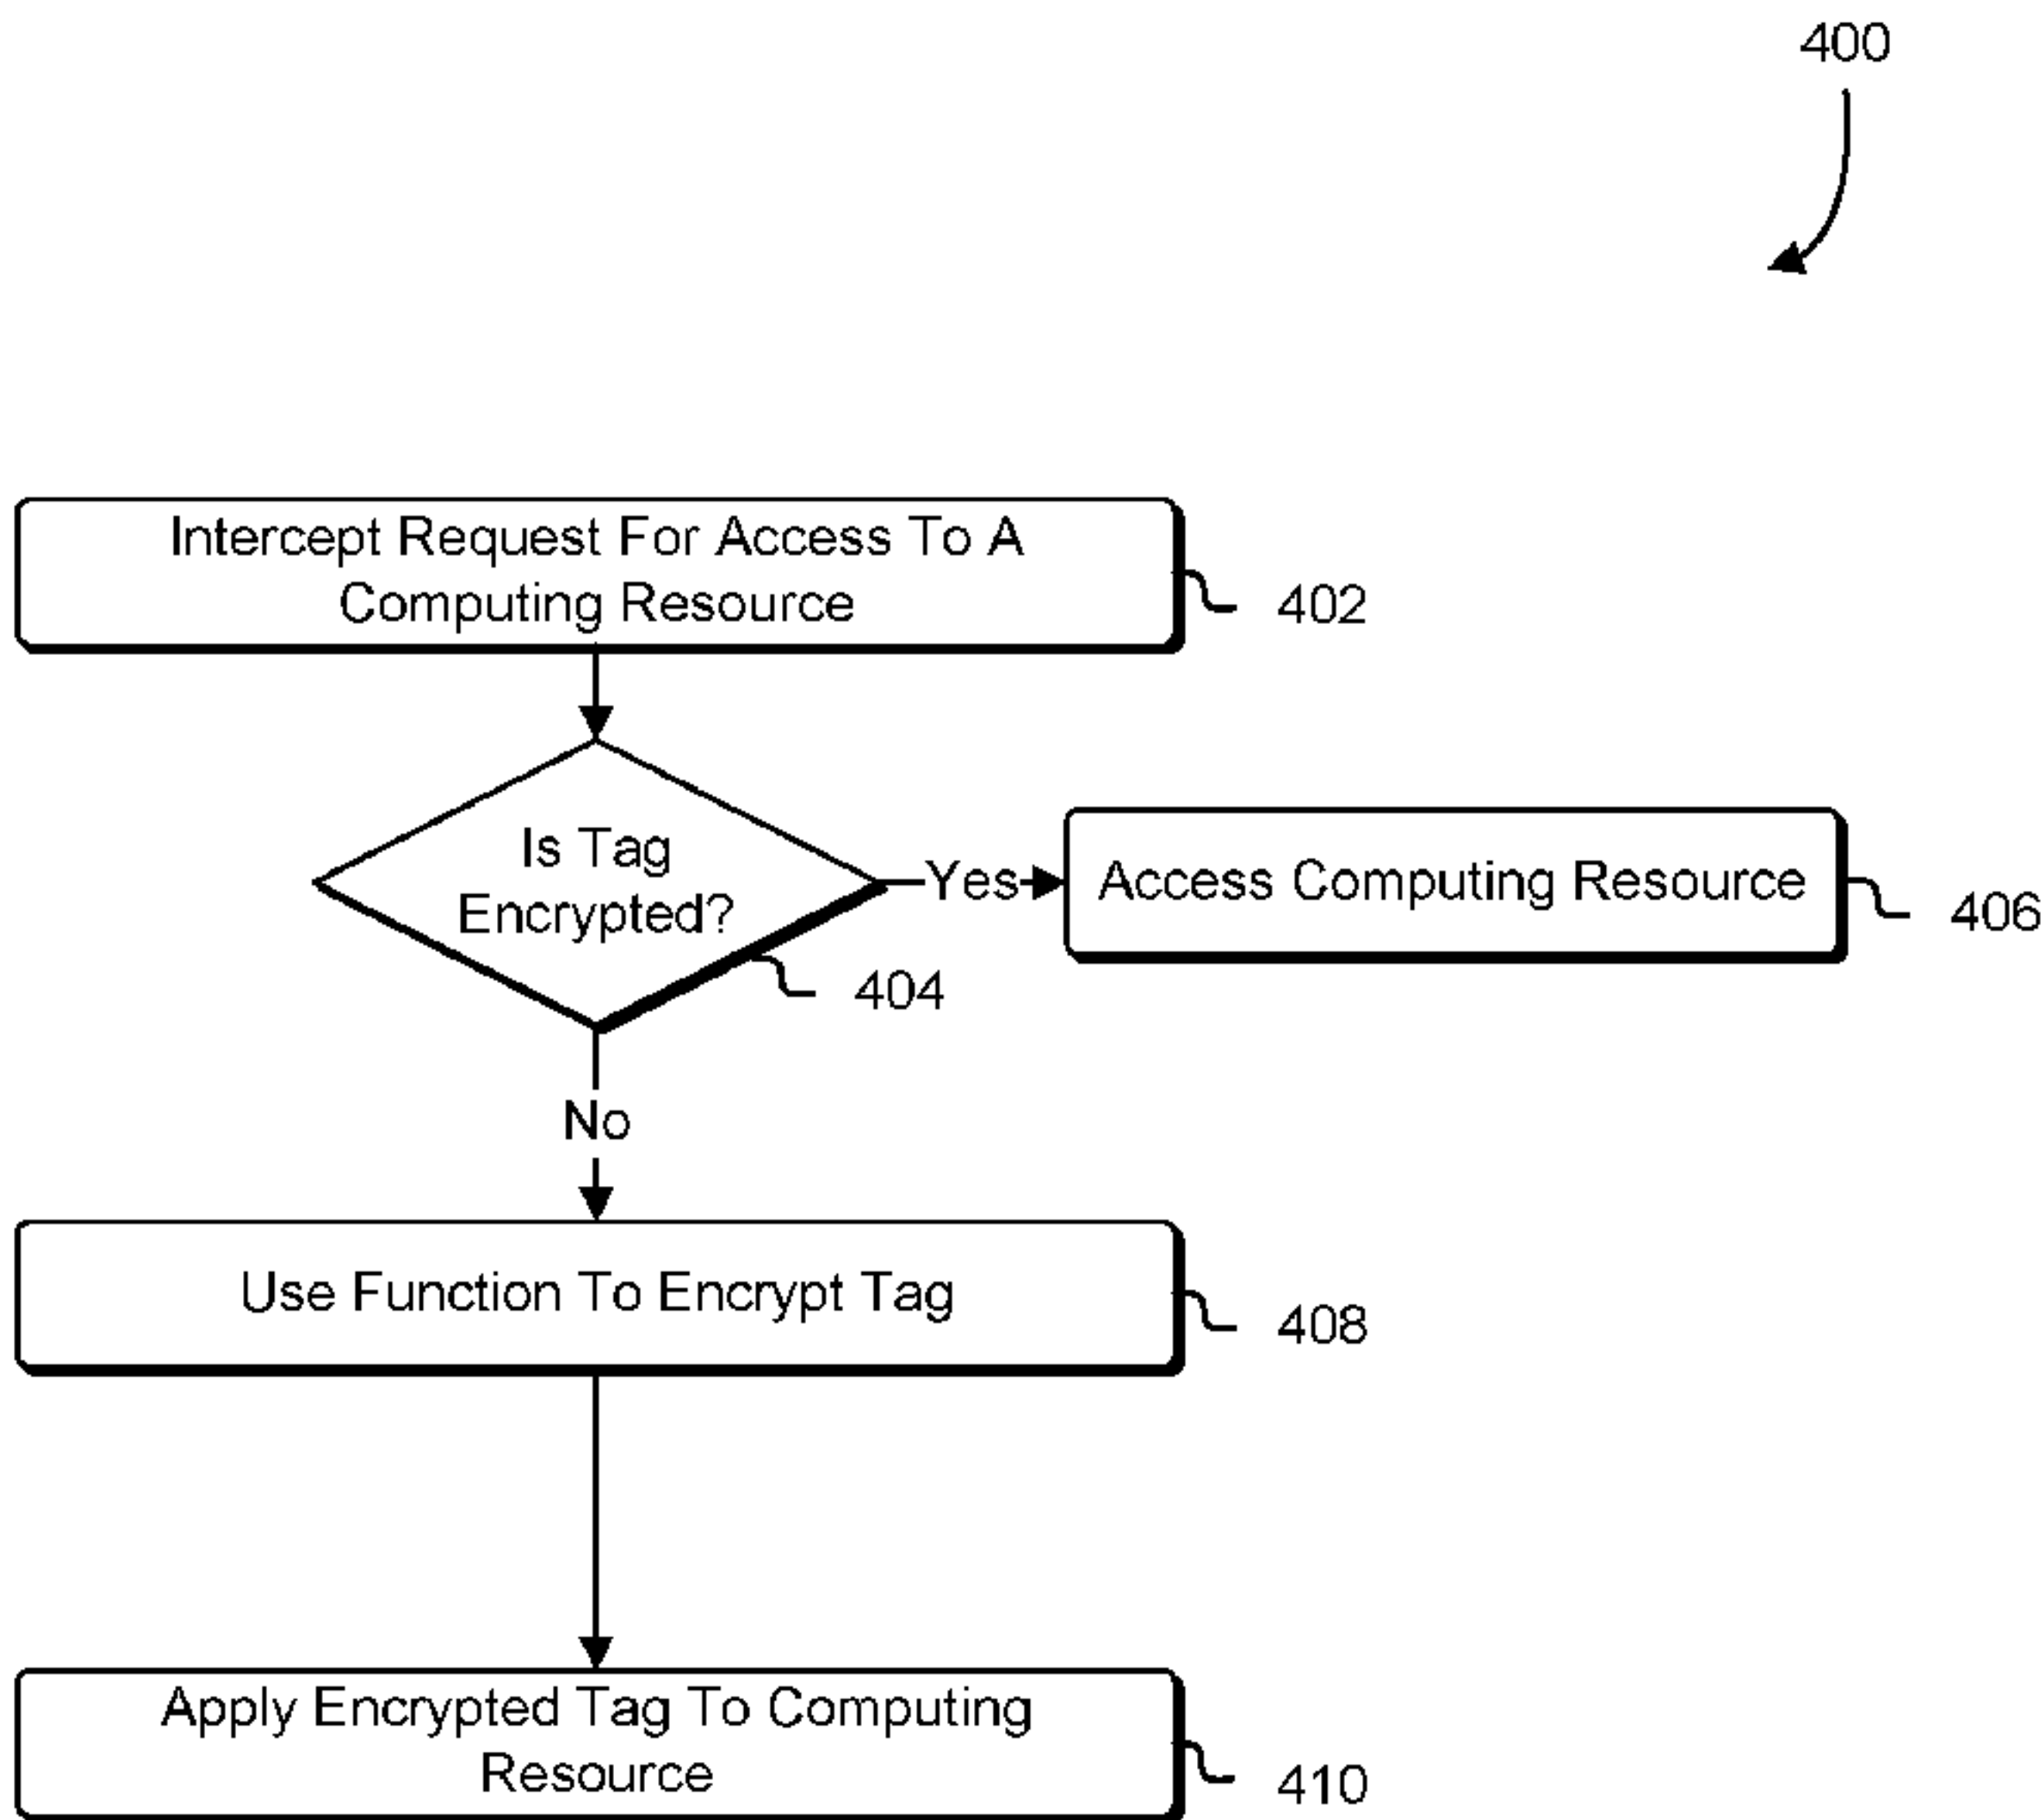 400
Intercept Request For Access To A
Computing Resource
402
Is Tag
Encrypted?
404
Yes
Access Computing Resource
406
No
Use Function To Encrypt Tag
408
Apply Encrypted Tag To Computing
Resource
410